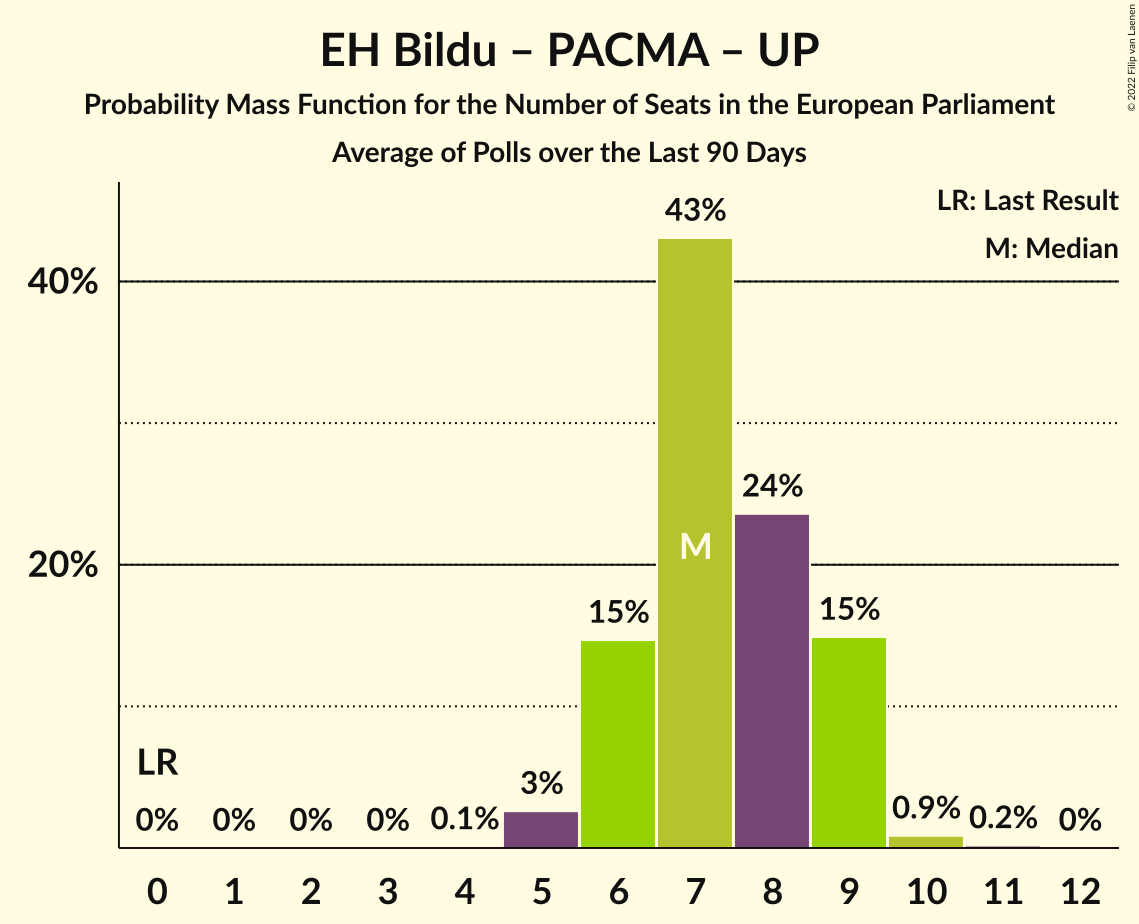 EH Bildu – PACMA – UP
Probability Mass Function for the Number of Seats in the European Parliament
Average of Polls over the Last 90 Days
© 2022 Filip van Laenen
LR: Last Result
M: Median
43%
40%
24%
M
20%
15%
15%
LR
3%
0%
0%
0%
0%
0.1%
0.9%
0.2%
0%
0 1 2 3 4 5 6 7 8 9 10 11 12